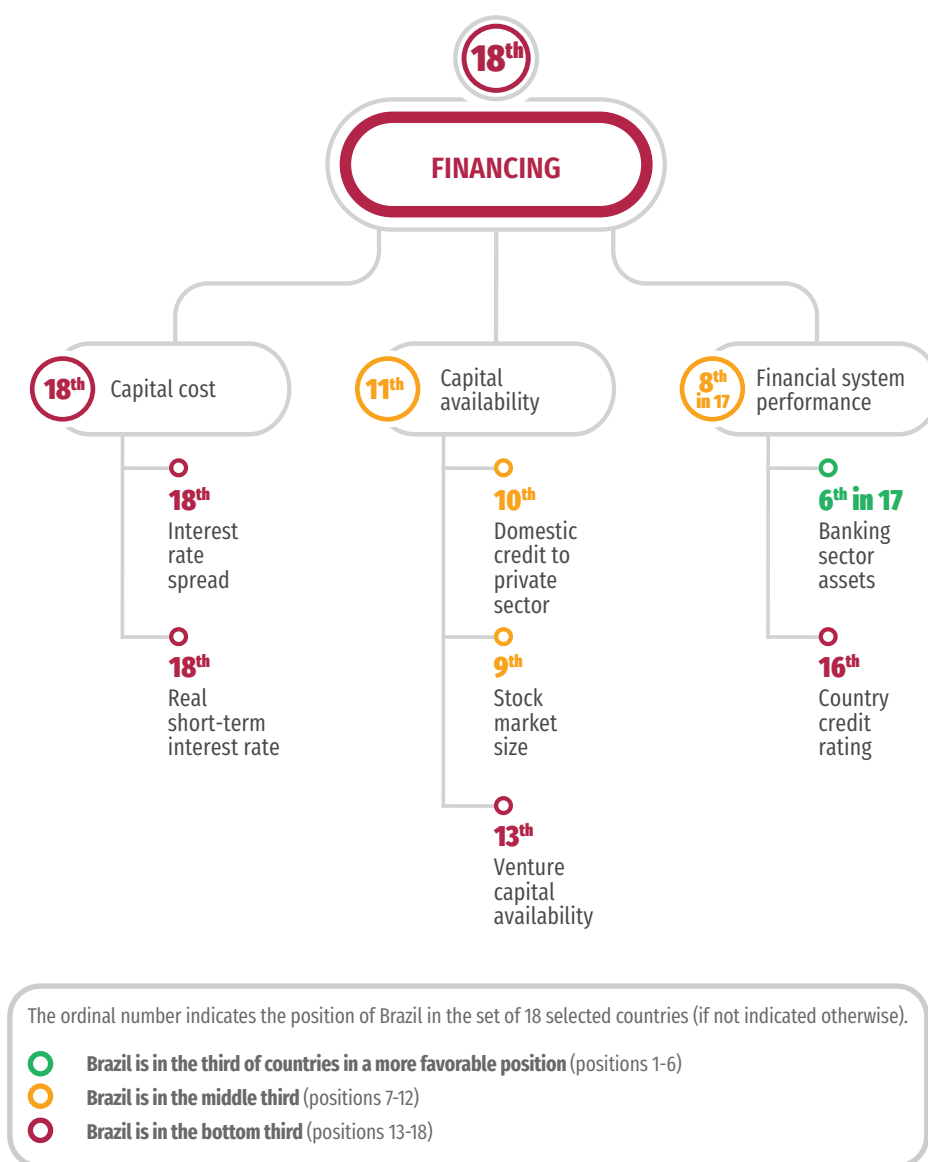 18th
FINANCING
18th
Capital cost
18th
Interest
rate
spread
18th
Real
short-term
interest rate
11th
Capital
availability
10th
Domestic
credit to
private
sector
9th
Stock
market
size
13th
Venture
capital
availability
8th
in 17
Financial system
performance
6th in 17
Banking
sector
assets
16th
Country
credit
rating
The ordinal number indicates the position of Brazil in the set of 18 selected countries (if not indicated otherwise).
Brazil is in the third of countries in a more favorable position (positions 1-6)
Brazil is in the middle third (positions 7-12)
Brazil is in the bottom third (positions 13-18)